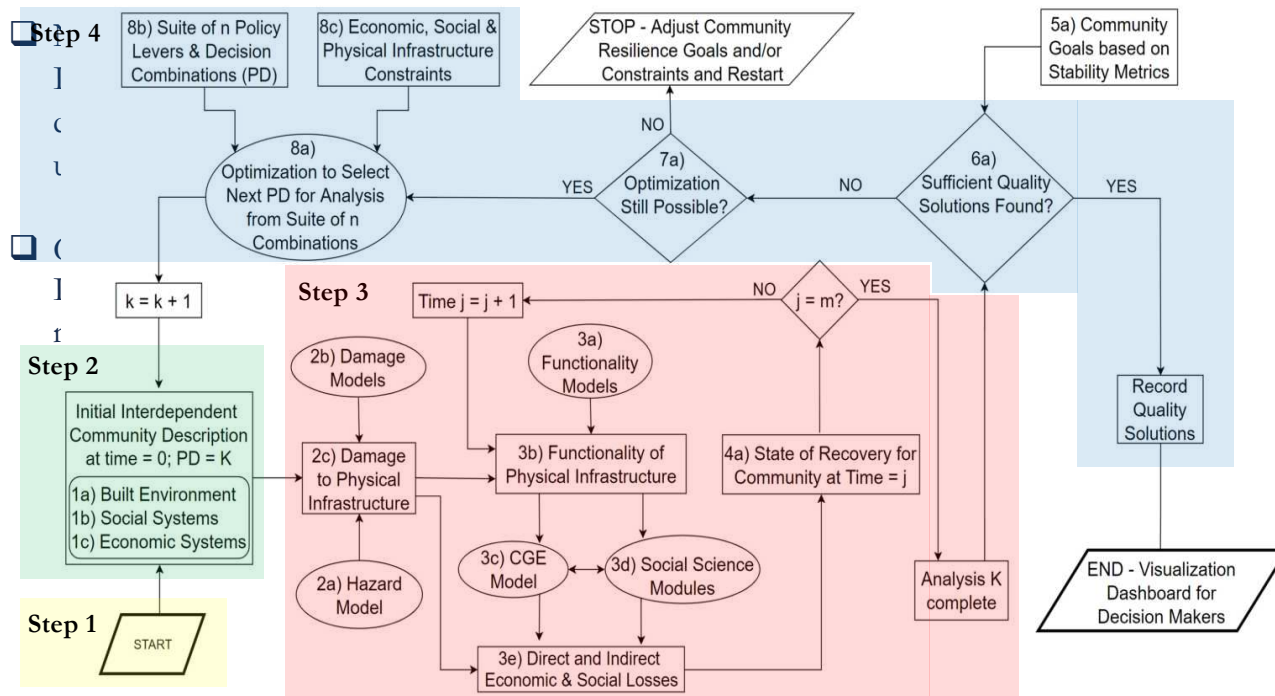 Step 4
8b) Suite of n Policy
Levers & Decision
Combinations (PD)
8c) Economic, Social &
Physical Infrastructure
Constraints
STOP - Adjust Community
Resilience Goals and/or
Constraints and Restart
5a) Community
Goals based on
Stability Metrics
NO
8a)
Optimization to Select
Next PD for Analysis
from Suite of n
Combinations
YES
7a)
Optimization
Still Possible?
NO
6a)
Sufficient Quality
Solutions Found?
YES
k = k + 1
Step 3
Time j = j + 1
NO
j = m?
YES
Step 2
2b) Damage
Models
3a)
Functionality
Models
Record
Quality
Solutions
Initial Interdependent
Community Description
at time = 0; PD = K
1a) Built Environment
1b) Social Systems
1c) Economic Systems
2c) Damage
to Physical
Infrastructure
3b) Functionality of
Physical Infrastructure
4a) State of Recovery for
Community at Time = j
3c) CGE
Model
3d) Social Science
Modules
2a) Hazard
Model
Analysis K
complete
END - Visualization
Dashboard for
Decision Makers
Step 1
START
3e) Direct and Indirect
Economic & Social Losses